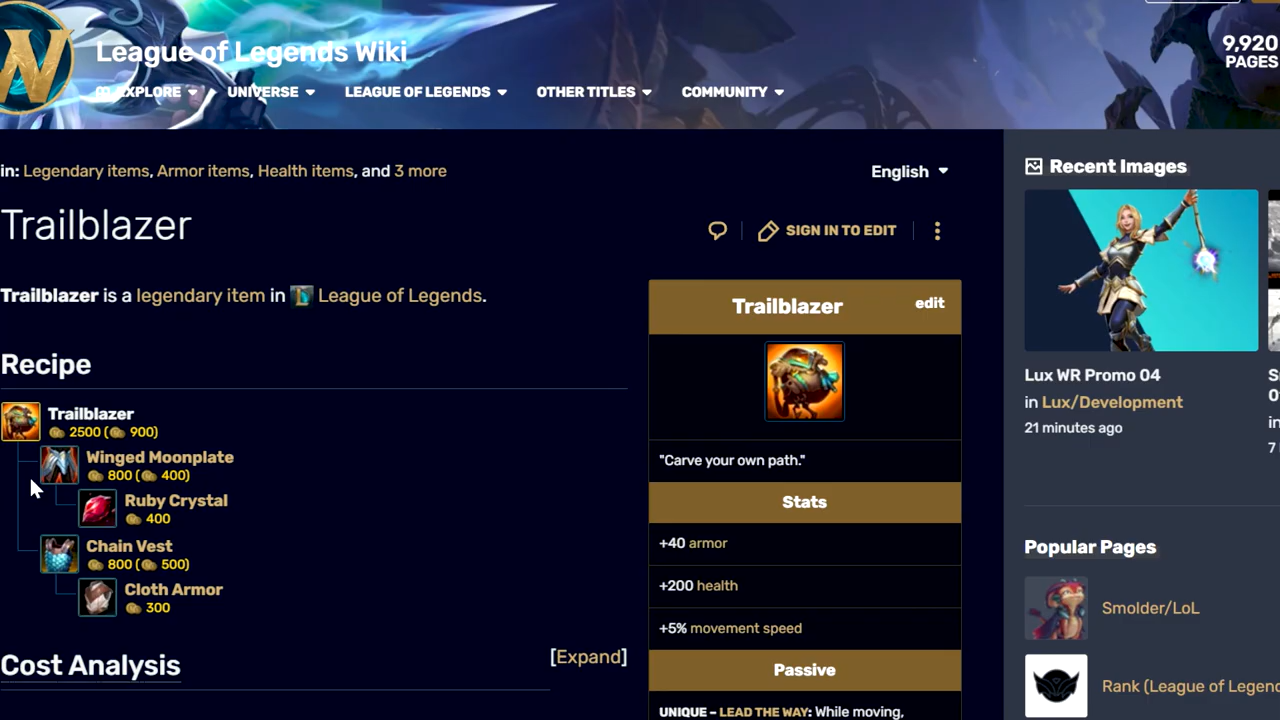 League of Legends Wiki
9,920
PAGES
EXPLORE
UNIVERSE
LEAGUE OF LEGENDS
OTHER TITLES
COMMUNITY
in: Legendary items, Armor items, Health items, and 3 more
English
Trailblazer
SIGN IN TO EDIT
Trailblazer is a legendary item in League of Legends.
Recipe
Trailblazer
2500 (900)
Winged Moonplate
800 (400)
Ruby Crystal
400
Chain Vest
800 (500)
Cloth Armor
300
Cost Analysis
[Expand]
Trailblazer
edit
"Carve your own path."
Stats
+40 armor
+200 health
+5% movement speed
Passive
UNIQUE – LEAD THE WAY: While moving,
Recent Images
Lux WR Promo 04
in Lux/Development
21 minutes ago
Popular Pages
Smolder/LoL
Rank (League of Legen